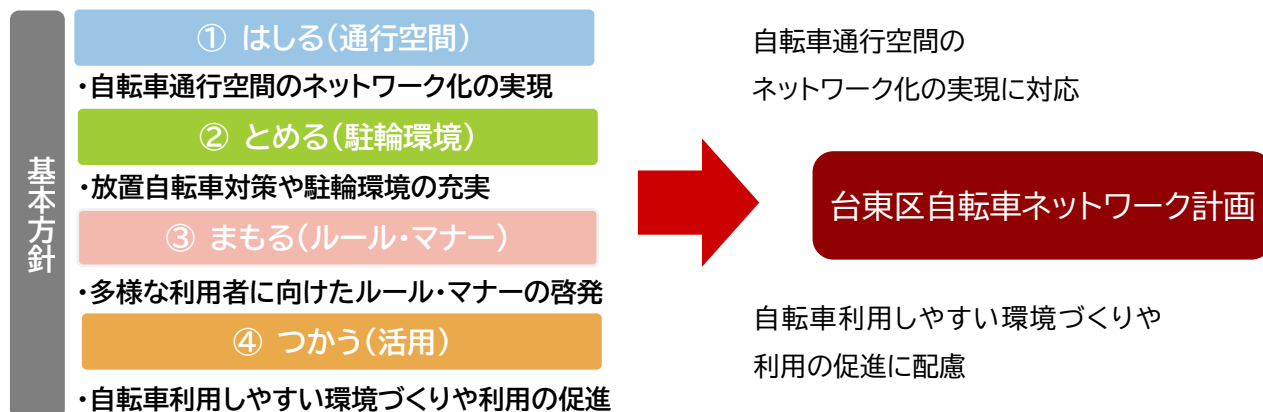 基本方針
① はしる(通行空間)
・自転車通行空間のネットワーク化の実現
② とめる(駐輪環境)
・放置自転車対策や駐輪環境の充実
③ まもる(ルール・マナー)
・多様な利用者に向けたルール・マナーの啓発
④ つかう(活用)
・自転車利用しやすい環境づくりや利用の促進
自転車通行空間の
ネットワーク化の実現に対応
台東区自転車ネットワーク計画
自転車利用しやすい環境づくりや
利用の促進に配慮